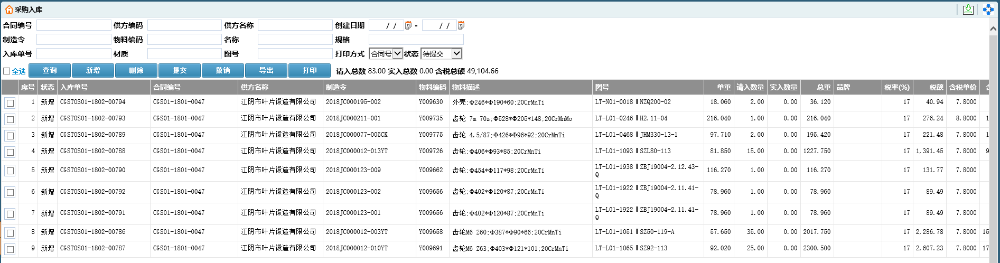 采购入库
合同编号 供方编码 供方名称 创建日期 / / - / /
制造令 物料编码 名称 规格
入库单号 材质 图号 打印方式 合同号 状态 待提交
全选 查询 新增 删除 提交 撤销 导出 打印 请入总数 83.00 实入总数 0.00 含税总额 49,104.66
序号 状态 入库单号 合同编号 供方名称 制造令 物料编码 物料描述 图号 单重 请入数量 实入数量 总重 品牌 税率(%) 税额 含税单价
1 新增 CGSTOS01-1802-00794 CGS01-1801-0047 江阴市叶片锻造有限公司 2018JC000195-002 Y009630 外壳;Φ246*Φ190*60;20CrMnTi LT-N01-0018‖NZQ200-02 18.060 2.00 0.00 36.120 17 40.94 7.8000
2 新增 CGSTOS01-1802-00793 CGS01-1801-0047 江阴市叶片锻造有限公司 2018JC000211-001 Y009735 齿轮 7m 70z;Φ528*Φ205*148;20CrMnMo LT-L01-0246‖H2.11-04 216.040 1.00 0.00 216.040 17 276.24 8.8000 1
3 新增 CGSTOS01-1802-00789 CGS01-1801-0047 江阴市叶片锻造有限公司 2018JC000077-005CK Y009775 齿轮 4.5/87;Φ426*Φ96*92;20CrMnTi LT-L01-0468‖JHM330-13-1 97.710 2.00 0.00 195.420 17 221.48 7.8000 1
4 新增 CGSTOS01-1802-00788 CGS01-1801-0047 江阴市叶片锻造有限公司 2018JC000012-013YT Y009726 齿轮;Φ406*Φ93*85;20CrMnTi LT-L01-1093‖SZL80-113 81.850 15.00 0.00 1227.750 17 1,391.45 7.8000 9
5 新增 CGSTOS01-1802-00790 CGS01-1801-0047 江阴市叶片锻造有限公司 2018JC000123-009 Y009662 齿轮;Φ454*Φ117*98;20CrMnTi LT-L01-1938‖ZBJ19004-2.12.43-
Q 116.270 1.00 0.00 116.270 17 131.77 7.8000
6 新增 CGSTOS01-1802-00792 CGS01-1801-0047 江阴市叶片锻造有限公司 2018JC000123-002 Y009656 齿轮;Φ402*Φ120*87;20CrMnTi LT-L01-1922‖ZBJ19004-2.11.41-
Q 78.960 1.00 0.00 78.960 17 89.49 7.8000
7 新增 CGSTOS01-1802-00791 CGS01-1801-0047 江阴市叶片锻造有限公司 2018JC000123-001 Y009656 齿轮;Φ402*Φ120*87;20CrMnTi LT-L01-1922‖ZBJ19004-2.11.41-
Q 78.960 1.00 0.00 78.960 17 89.49 7.8000
8 新增 CGSTOS01-1802-00786 CGS01-1801-0047 江阴市叶片锻造有限公司 2018JC000012-003YT Y009658 齿轮M6 Z60;Φ387*Φ90*66;20CrMnTi LT-L01-1051‖SZ50-119-A 57.650 35.00 0.00 2017.750 17 2,286.78 7.8000 15
9 新增 CGSTOS01-1802-00787 CGS01-1801-0047 江阴市叶片锻造有限公司 2018JC000012-010YT Y009691 齿轮M6 Z63;Φ403*Φ121*101;20CrMnTi LT-L01-1065‖SZ92-113 92.020 25.00 0.00 2300.500 17 2,607.23 7.8000 17